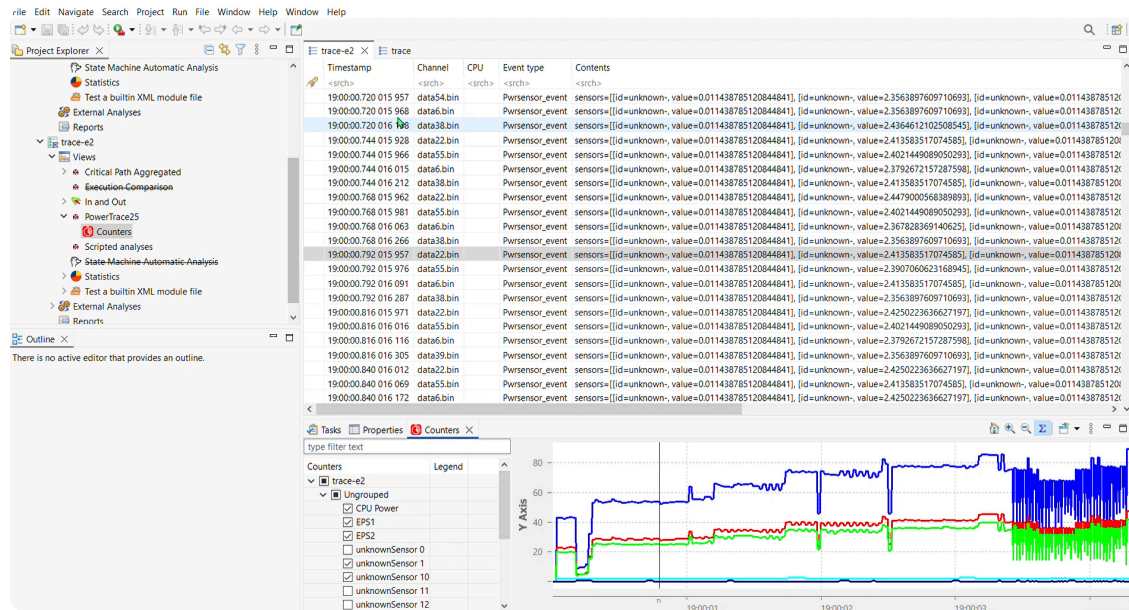 rile Edit Navigate Search Project Run File Window Help Window Help
Project Explorer
State Machine Automatic Analysis
Statistics
Test a builtin XML module file
External Analyses
Reports
trace-e2
Views
Critical Path Aggregated
Execution Comparison
In and Out
PowerTrace25
Counters
Scripted analyses
State Machine Automatic Analysis
Statistics
Test a builtin XML module file
External Analyses
Reports
Outline
There is no active editor that provides an outline.
trace-e2 trace
Timestamp Channel CPU Event type Contents
<srch> <srch> <srch> <srch> <srch>
19:00:00.720 015 957 data54.bin Pwrsensor_event sensors=[[id=unknown-, value=0.011438785120844841], [id=unknown-, value=2.3563897609710693], [id=unknown-, value=0.011438785120
19:00:00.720 015 968 data6.bin Pwrsensor_event sensors=[[id=unknown-, value=0.011438785120844841], [id=unknown-, value=2.3563897609710693], [id=unknown-, value=0.011438785120
19:00:00.720 016 data38.bin Pwrsensor_event sensors=[[id=unknown-, value=0.011438785120844841], [id=unknown-, value=2.4364612102508545], [id=unknown-, value=0.011438785120
19:00:00.744 015 928 data22.bin Pwrsensor_event sensors=[[id=unknown-, value=0.011438785120844841], [id=unknown-, value=2.413583517074585], [id=unknown-, value=0.0114387851208
19:00:00.744 015 966 data55.bin Pwrsensor_event sensors=[[id=unknown-, value=0.011438785120844841], [id=unknown-, value=2.4021449089050293], [id=unknown-, value=0.011438785120
19:00:00.744 016 015 data6.bin Pwrsensor_event sensors=[[id=unknown-, value=0.011438785120844841], [id=unknown-, value=2.3792672157287598], [id=unknown-, value=0.011438785120
19:00:00.744 016 212 data38.bin Pwrsensor_event sensors=[[id=unknown-, value=0.011438785120844841], [id=unknown-, value=2.413583517074585], [id=unknown-, value=0.0114387851208
19:00:00.768 015 962 data22.bin Pwrsensor_event sensors=[[id=unknown-, value=0.011438785120844841], [id=unknown-, value=2.4479000568389893], [id=unknown-, value=0.011438785120
19:00:00.768 015 981 data55.bin Pwrsensor_event sensors=[[id=unknown-, value=0.011438785120844841], [id=unknown-, value=2.4021449089050293], [id=unknown-, value=0.011438785120
19:00:00.768 016 063 data6.bin Pwrsensor_event sensors=[[id=unknown-, value=0.011438785120844841], [id=unknown-, value=2.367828369140625], [id=unknown-, value=0.0114387851208
19:00:00.768 016 266 data38.bin Pwrsensor_event sensors=[[id=unknown-, value=0.011438785120844841], [id=unknown-, value=2.3563897609710693], [id=unknown-, value=0.011438785120
19:00:00.792 015 957 data22.bin Pwrsensor_event sensors=[[id=unknown-, value=0.011438785120844841], [id=unknown-, value=2.413583517074585], [id=unknown-, value=0.0114387851208
19:00:00.792 015 976 data55.bin Pwrsensor_event sensors=[[id=unknown-, value=0.011438785120844841], [id=unknown-, value=2.3907060623168945], [id=unknown-, value=0.011438785120
19:00:00.792 016 091 data6.bin Pwrsensor_event sensors=[[id=unknown-, value=0.011438785120844841], [id=unknown-, value=2.413583517074585], [id=unknown-, value=0.0114387851208
19:00:00.792 016 287 data38.bin Pwrsensor_event sensors=[[id=unknown-, value=0.011438785120844841], [id=unknown-, value=2.3563897609710693], [id=unknown-, value=0.011438785120
19:00:00.816 015 971 data22.bin Pwrsensor_event sensors=[[id=unknown-, value=0.011438785120844841], [id=unknown-, value=2.4250223636627197], [id=unknown-, value=0.011438785120
19:00:00.816 016 016 data55.bin Pwrsensor_event sensors=[[id=unknown-, value=0.011438785120844841], [id=unknown-, value=2.4021449089050293], [id=unknown-, value=0.011438785120
19:00:00.816 016 116 data6.bin Pwrsensor_event sensors=[[id=unknown-, value=0.011438785120844841], [id=unknown-, value=2.3792672157287598], [id=unknown-, value=0.011438785120
19:00:00.816 016 305 data39.bin Pwrsensor_event sensors=[[id=unknown-, value=0.011438785120844841], [id=unknown-, value=2.3563897609710693], [id=unknown-, value=0.011438785120
19:00:00.840 016 012 data22.bin Pwrsensor_event sensors=[[id=unknown-, value=0.011438785120844841], [id=unknown-, value=2.4250223636627197], [id=unknown-, value=0.011438785120
19:00:00.840 016 069 data55.bin Pwrsensor_event sensors=[[id=unknown-, value=0.011438785120844841], [id=unknown-, value=2.413583517074585], [id=unknown-, value=0.0114387851208
19:00:00.840 016 172 data6.bin Pwrsensor_event sensors=[[id=unknown-, value=0.011438785120844841], [id=unknown-, value=2.4250223636627197], [id=unknown-, value=0.011438785120
Tasks Properties Counters
type filter text
Counters Legend
trace-e2
Ungrouped
CPU Power
EPS1
EPS2
unknownSensor 0
unknownSensor 1
unknownSensor 10
unknownSensor 11
unknownSensor 12
Y Axis
80
60
40
20
19:00:01 19:00:02 19:00:03